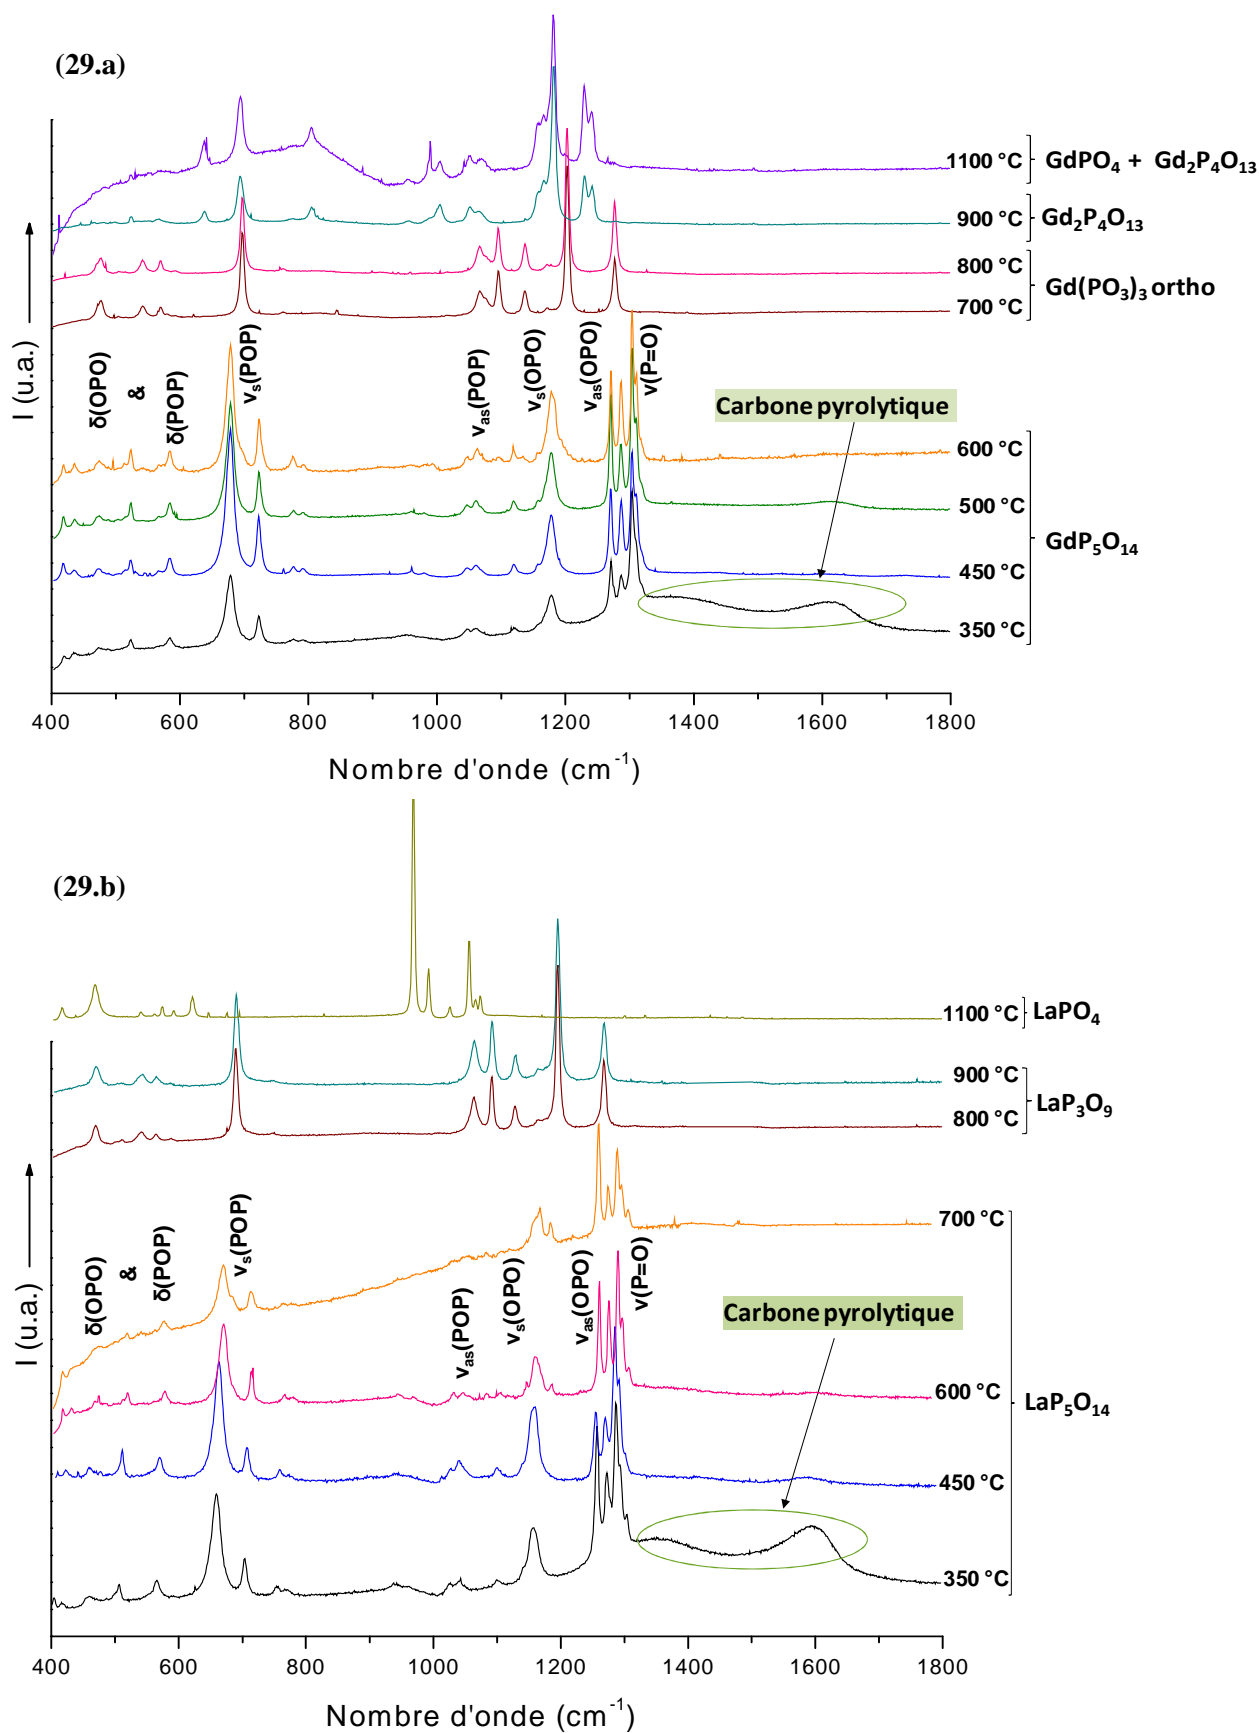 (29.a)
1100 °C
GdPO₄ + Gd₂P₄O₁₃
900 °C
Gd₂P₄O₁₃
800 °C
700 °C
Gd(PO₃)₃ ortho
δ(OPO)
&
δ(POP)
νₛ(POP)
νₐₛ(POP)
νₛ(OPO)
νₐₛ(OPO)
ν(P=O)
Carbone pyrolytique
600 °C
500 °C
450 °C
350 °C
GdP₅O₁₄
I (u.a.)
400 600 800 1000 1200 1400 1600 1800
Nombre d'onde (cm⁻¹)
(29.b)
1100 °C
LaPO₄
900 °C
800 °C
LaP₃O₉
700 °C
δ(OPO)
&
δ(POP)
νₛ(POP)
νₐₛ(POP)
νₛ(OPO)
νₐₛ(OPO)
ν(P=O)
Carbone pyrolytique
600 °C
450 °C
350 °C
LaP₅O₁₄
I (u.a.)
400 600 800 1000 1200 1400 1600 1800
Nombre d'onde (cm⁻¹)